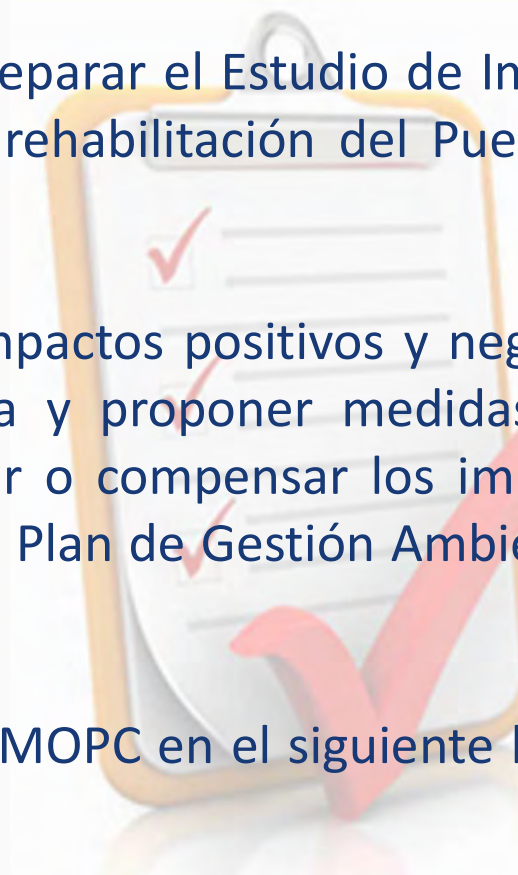 eparar el Estudio de In
rehabilitación del Pue
npactos positivos y neg
a y proponer medidas
r o compensar los im
Plan de Gestión Ambie
MOPC en el siguiente l